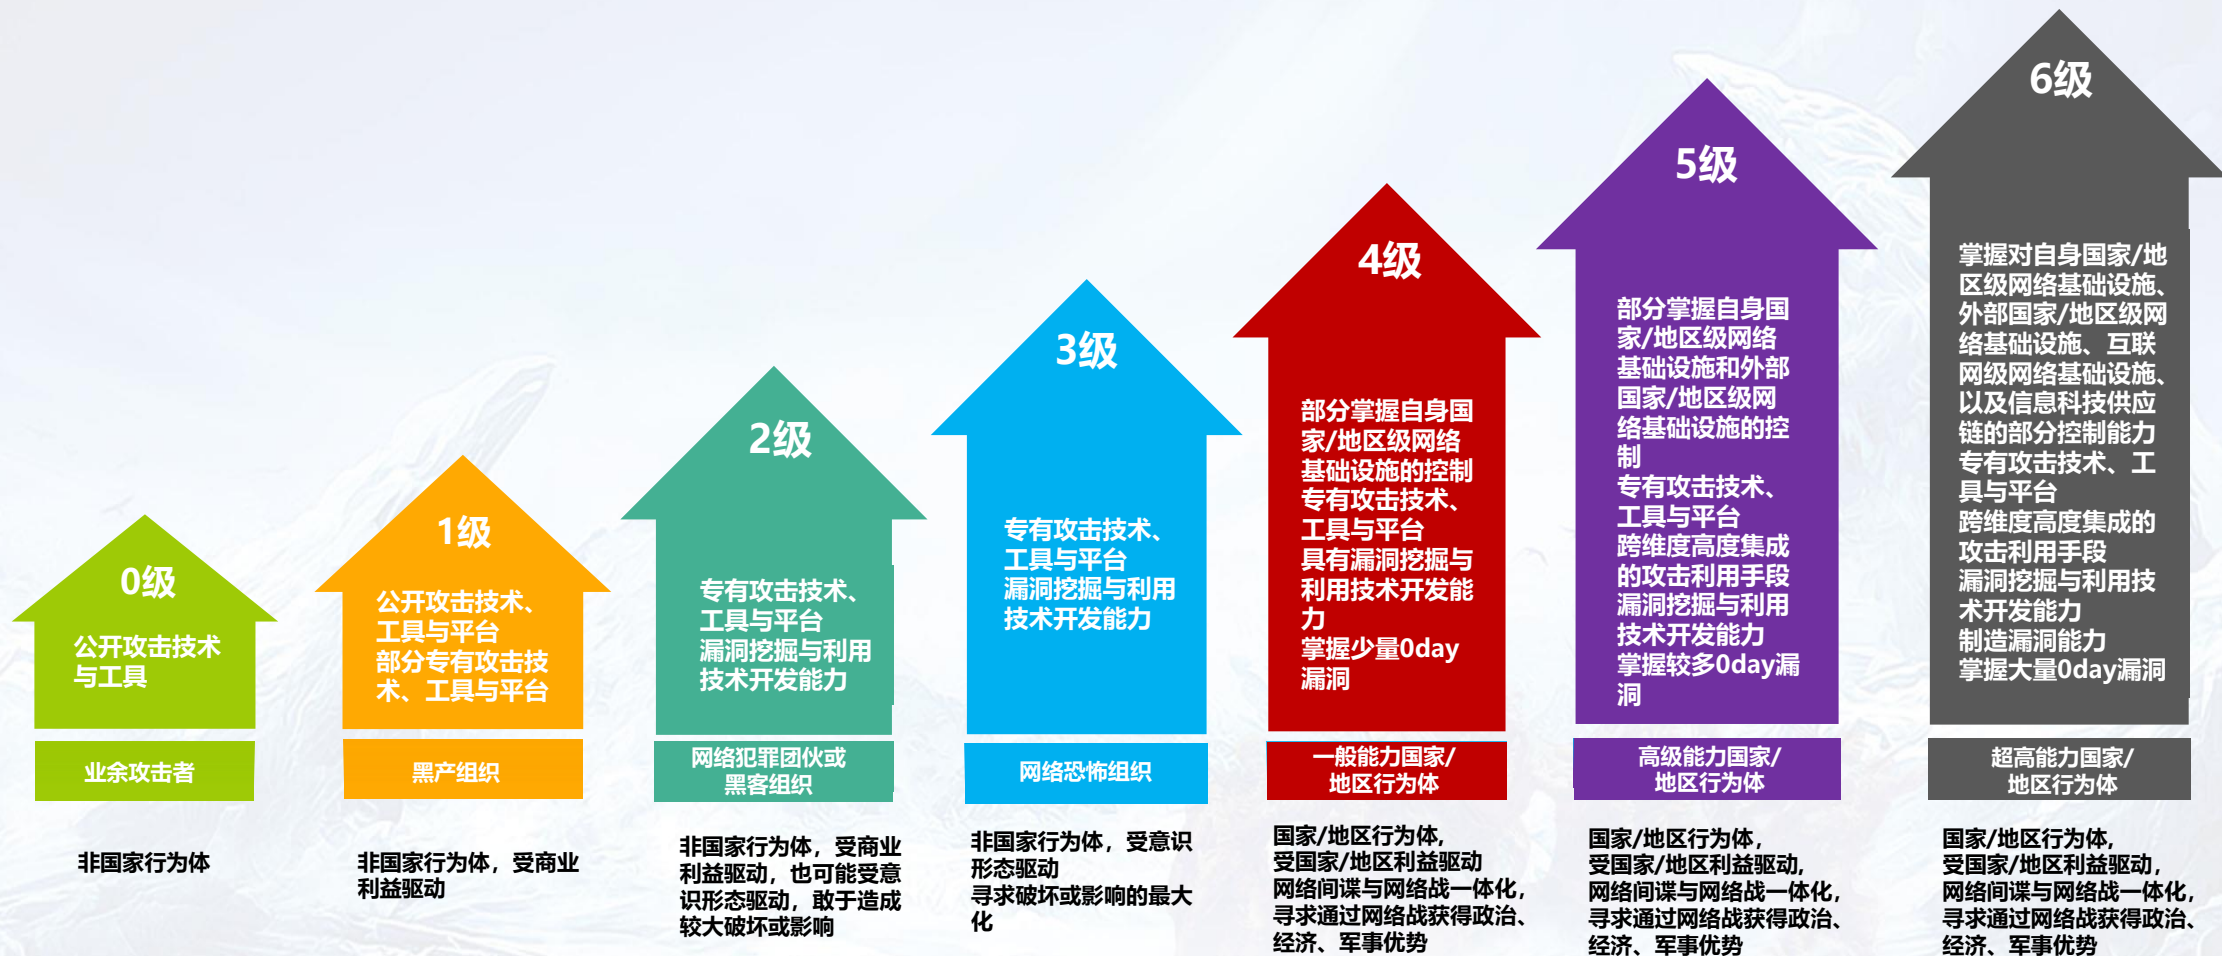 0级
公开攻击技术
与工具
业余攻击者
非国家行为体
1级
公开攻击技术、
工具与平台
部分专有攻击技
术、工具与平台
黑产组织
非国家行为体，受商业
利益驱动
2级
专有攻击技术、
工具与平台
漏洞挖掘与利用
技术开发能力
网络犯罪团伙或
黑客组织
非国家行为体，受商业
利益驱动，也可能受意
识形态驱动，敢于造成
较大破坏或影响
3级
专有攻击技术、
工具与平台
漏洞挖掘与利用
技术开发能力
网络恐怖组织
非国家行为体，受意识
形态驱动
寻求破坏或影响的最大
化
4级
部分掌握自身国
家/地区级网络
基础设施的控制
专有攻击技术、
工具与平台
具有漏洞挖掘与
利用技术开发能
力
掌握少量0day
漏洞
一般能力国家/
地区行为体
国家/地区行为体,
受国家/地区利益驱动
网络间谍与网络战一体化，
寻求通过网络战获得政治、
经济、军事优势
5级
部分掌握自身国
家/地区级网络
基础设施和外部
国家/地区级网
络基础设施的控
制
专有攻击技术、
工具与平台
跨维度高度集成
的攻击利用手段
漏洞挖掘与利用
技术开发能力
掌握较多0day漏
洞
高级能力国家/
地区行为体
国家/地区行为体，
受国家/地区利益驱动,
网络间谍与网络战一体化，
寻求通过网络战获得政治、
经济、军事优势
6级
掌握对自身国家/地
区级网络基础设施、
外部国家/地区级网
络基础设施、互联
网级网络基础设施、
以及信息科技供应
链的部分控制能力
专有攻击技术、工
具与平台
跨维度高度集成的
攻击利用手段
漏洞挖掘与利用技
术开发能力
制造漏洞能力
掌握大量0day漏洞
超高能力国家/
地区行为体
国家/地区行为体,
受国家/地区利益驱动，
网络间谍与网络战一体化，
寻求通过网络战获得政治、
经济、军事优势